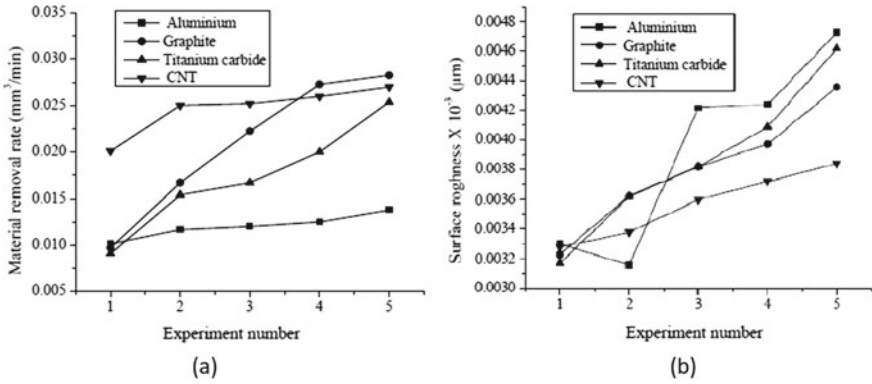 Material removal rate (mm³/min)
0.035
0.030
0.025
0.020
0.015
0.010
0.005
Aluminium
Graphite
Titanium carbide
CNT
1 2 3 4 5
Experiment number
(a)
Surface roghness X 10⁻³ (µm)
0.0048
0.0046
0.0044
0.0042
0.0040
0.0038
0.0036
0.0034
0.0032
0.0030
Aluminium
Graphite
Titanium carbide
CNT
1 2 3 4 5
Experiment number
(b)